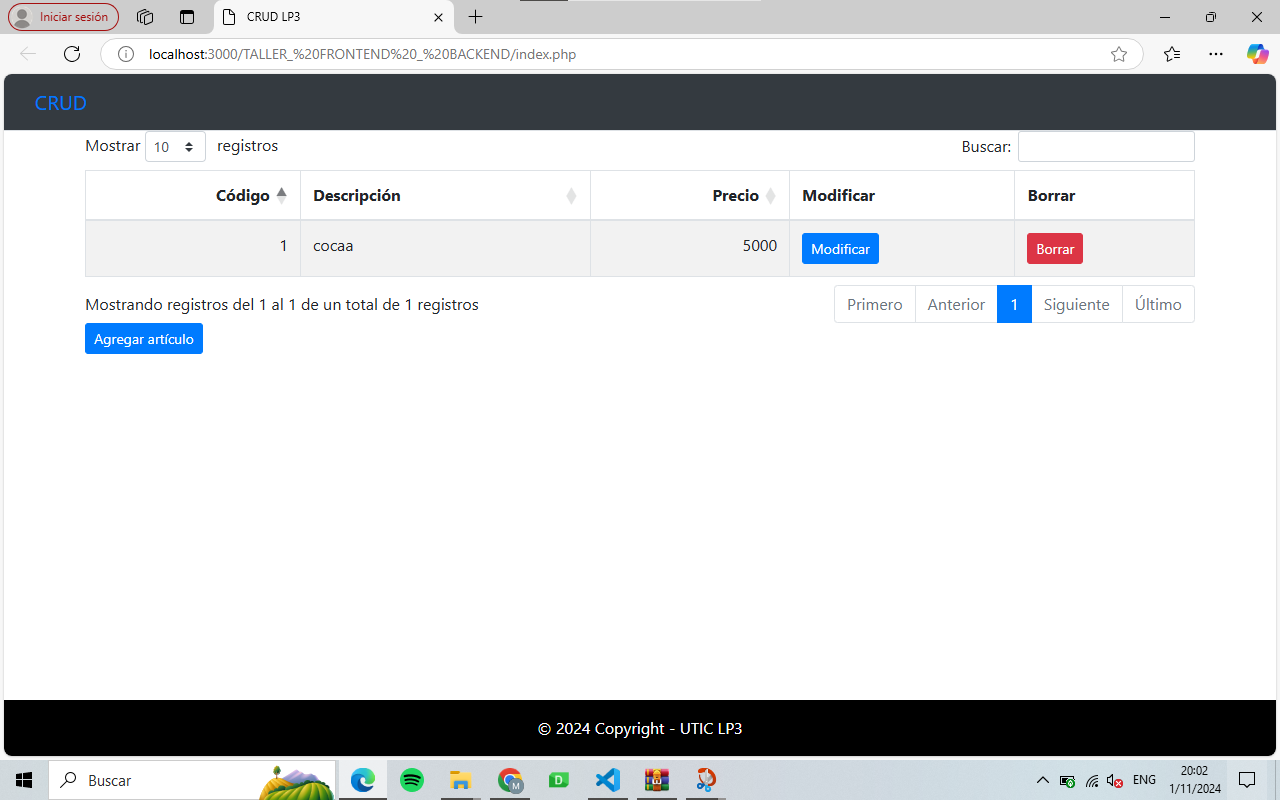 Iniciar sesión
CRUD LP3
localhost:3000/TALLER_%20FRONTEND%20_%20BACKEND/index.php
CRUD
Mostrar 10 registros
Buscar:
Código Descripción Precio Modificar Borrar
1 cocaa 5000 Modificar Borrar
Mostrando registros del 1 al 1 de un total de 1 registros
Primero Anterior 1 Siguiente Último
Agregar artículo
© 2024 Copyright - UTIC LP3
Buscar
M
D
ENG
20:02
1/11/2024